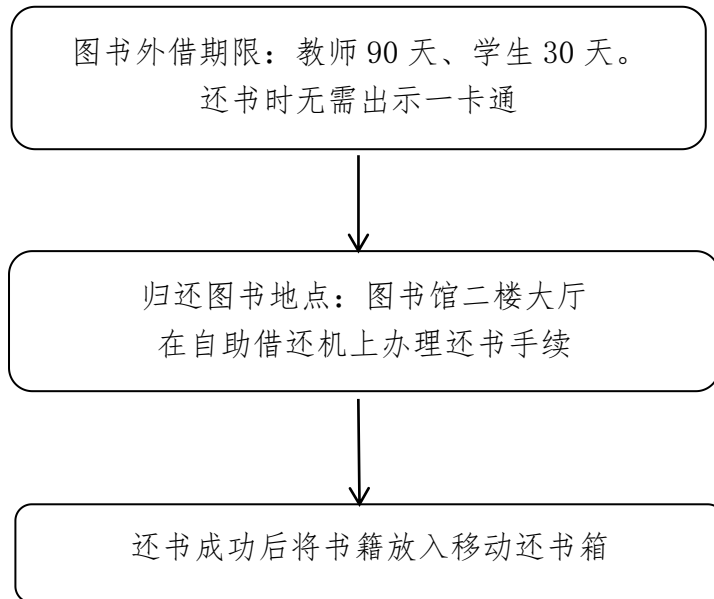 图书外借期限：教师 90 天、学生 30 天。
还书时无需出示一卡通
归还图书地点：图书馆二楼大厅
在自助借还机上办理还书手续
还书成功后将书籍放入移动还书箱